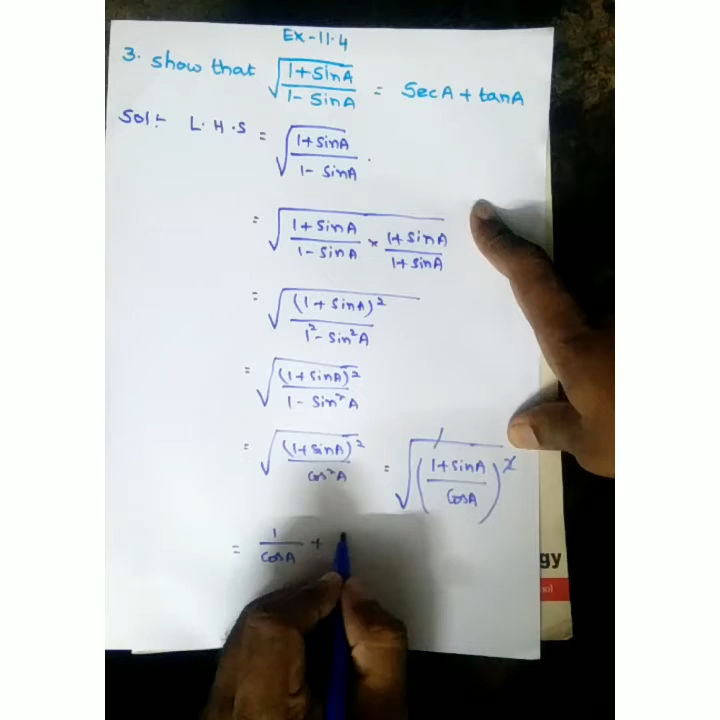 Ex-11.4
3. show that √(1+sinA)/(1-sinA) = SecA+tanA
Sol:- L.H.S = √(1+sinA)/(1-sinA).
= √(1+sinA)/(1-sinA) × (1+sinA)/(1+sinA)
= √(1+sinA)²/(1²-sin²A)
= √(1+sinA)²/(1-sin²A)
= √(1+sinA)²/cos²A = √((1+sinA)/CosA)²
= 1/cosA +
gy
ool